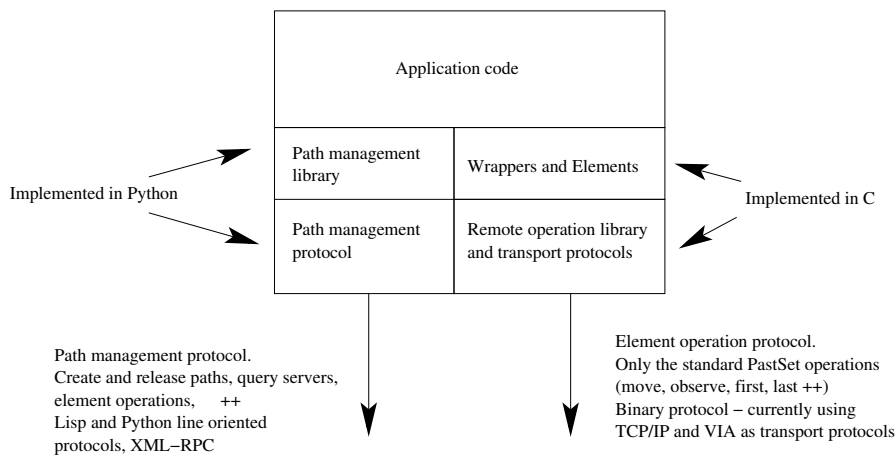 Application code
Path management
library
Wrappers and Elements
Implemented in Python
Implemented in C
Path management
protocol
Remote operation library
and transport protocols
Path management protocol.
Create and release paths, query servers,
element operations, ++
Lisp and Python line oriented
protocols, XML−RPC
Element operation protocol.
Only the standard PastSet operations
(move, observe, first, last ++)
Binary protocol − currently using
TCP/IP and VIA as transport protocols